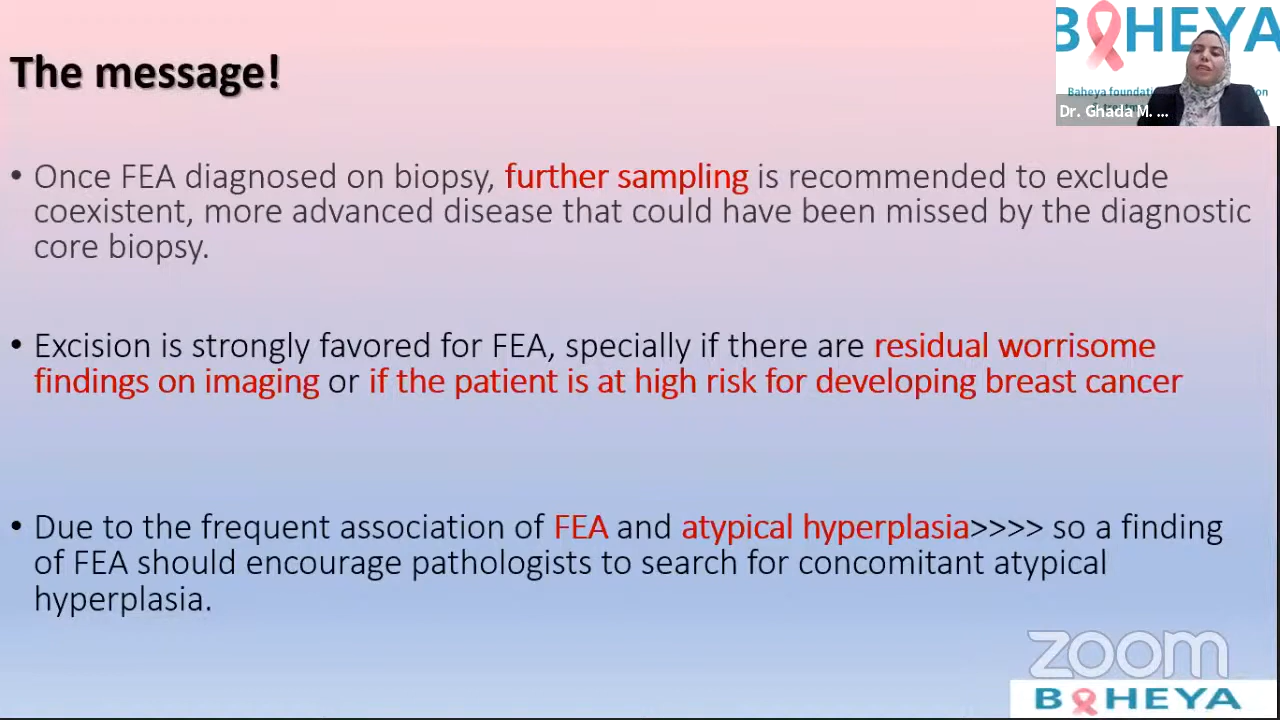 BAHEYA
Baheya foundati
on
Dr. Ghada M. ...
The message!
• Once FEA diagnosed on biopsy, further sampling is recommended to exclude
coexistent, more advanced disease that could have been missed by the diagnostic
core biopsy.
• Excision is strongly favored for FEA, specially if there are residual worrisome
findings on imaging or if the patient is at high risk for developing breast cancer
• Due to the frequent association of FEA and atypical hyperplasia>>>> so a finding
of FEA should encourage pathologists to search for concomitant atypical
hyperplasia.
zoom
BAHEYA